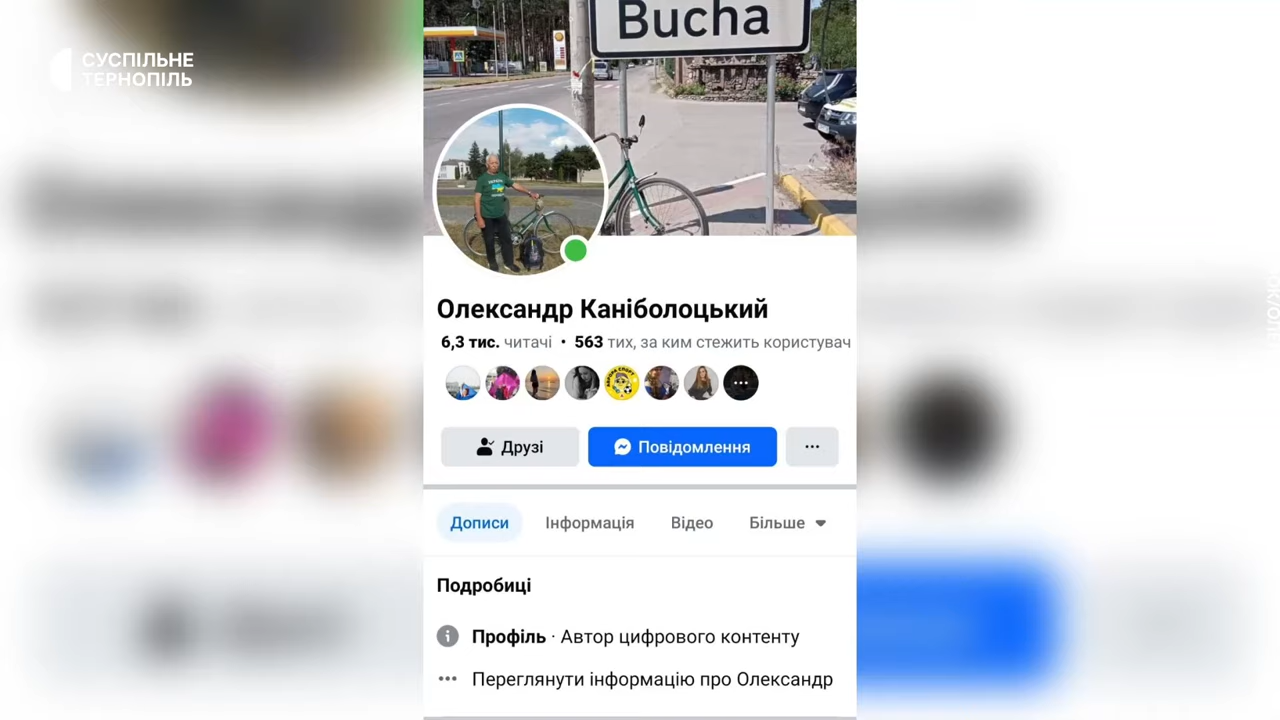 СУСПІЛЬНЕ
ТЕРНОПІЛЬ
Bucha
Олександр Каніболоцький
6,3 тис. читачі • 563 тих, за ким стежить користувач
Друзі
Повідомлення
Дописи
Інформація
Відео
Більше
Подробиці
Профіль · Автор цифрового контенту
Переглянути інформацію про Олександр